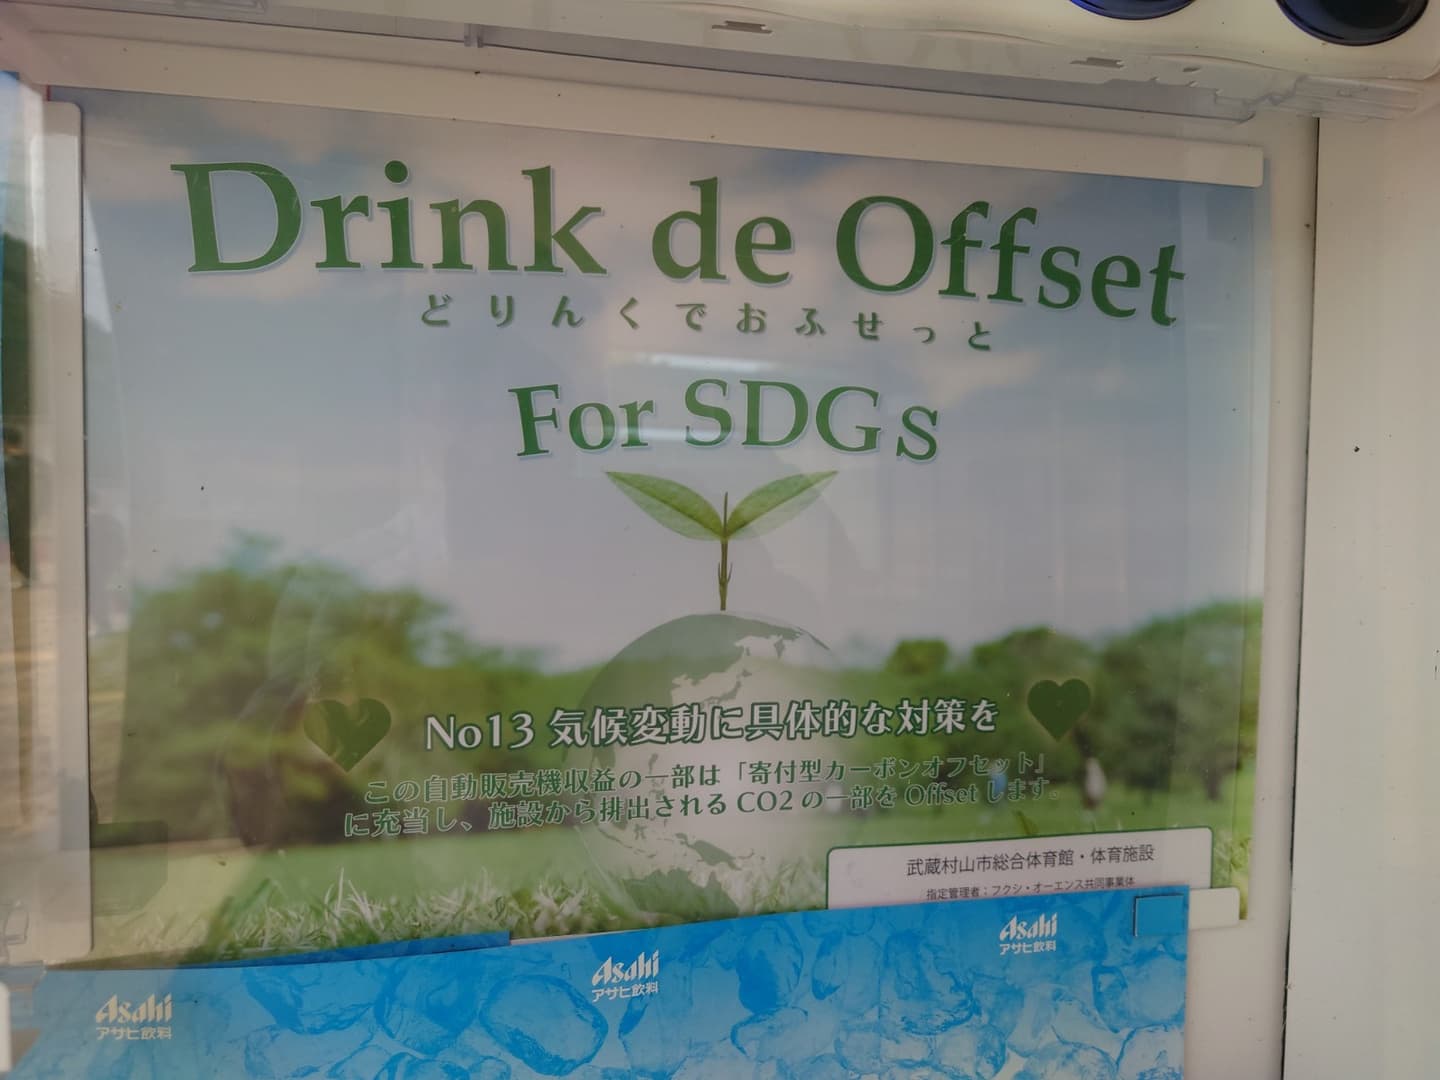 Drink de Offset
どりんくでおふせっと
For SDGs
No13 気候変動に具体的な対策を
この自動販売機収益の一部は「寄付型カーボンオフセット」
に充当し、施設から排出されるCO2の一部をOffsetします。
武蔵村山市総合体育館・体育施設
指定管理者：フクシ・オーエンス共同事業体
Asahi
アサヒ飲料
Asahi
アサヒ飲料
Asahi
アサヒ飲料